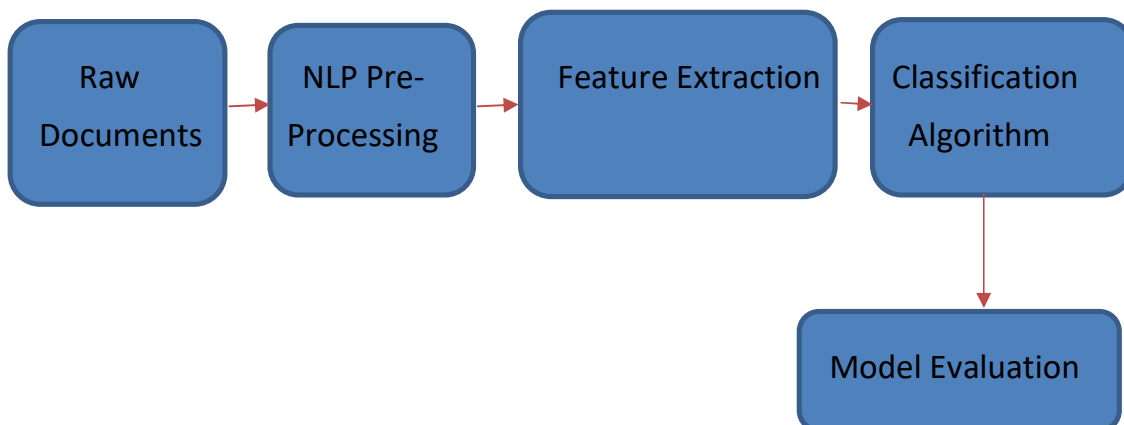 Raw
Documents
NLP Pre-
Processing
Feature Extraction
Classification
Algorithm
Model Evaluation